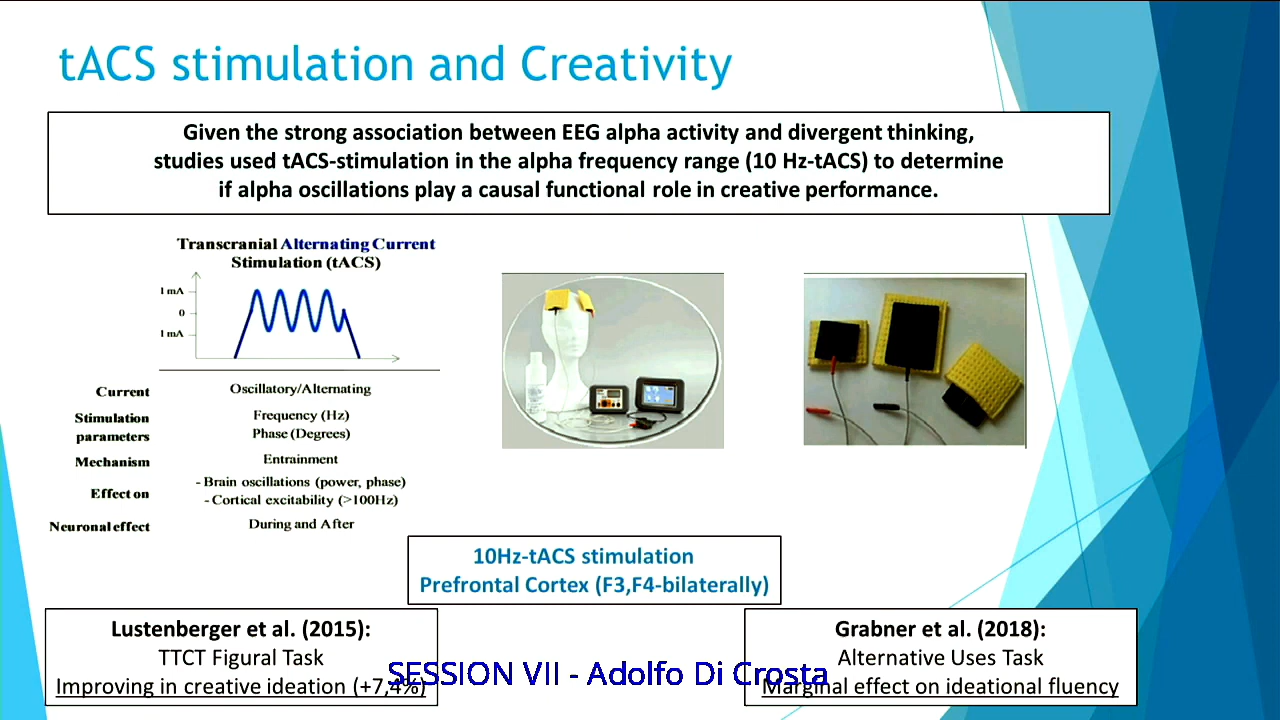 tACS stimulation and Creativity
Given the strong association between EEG alpha activity and divergent thinking,
studies used tACS-stimulation in the alpha frequency range (10 Hz-tACS) to determine
if alpha oscillations play a causal functional role in creative performance.
Transcranial Alternating Current
Stimulation (tACS)
1 mA
0
1 mA
Current Oscillatory/Alternating
Stimulation parameters Frequency (Hz)
Phase (Degrees)
Mechanism Entrainment
Effect on - Brain oscillations (power, phase)
- Cortical excitability (>100Hz)
Neuronal effect During and After
10Hz-tACS stimulation
Prefrontal Cortex (F3,F4-bilaterally)
Lustenberger et al. (2015):
TTCT Figural Task
Improving in creative ideation (+7,4%)
Grabner et al. (2018):
Alternative Uses Task
Marginal effect on ideational fluency
SESSION VII - Adolfo Di Crosta